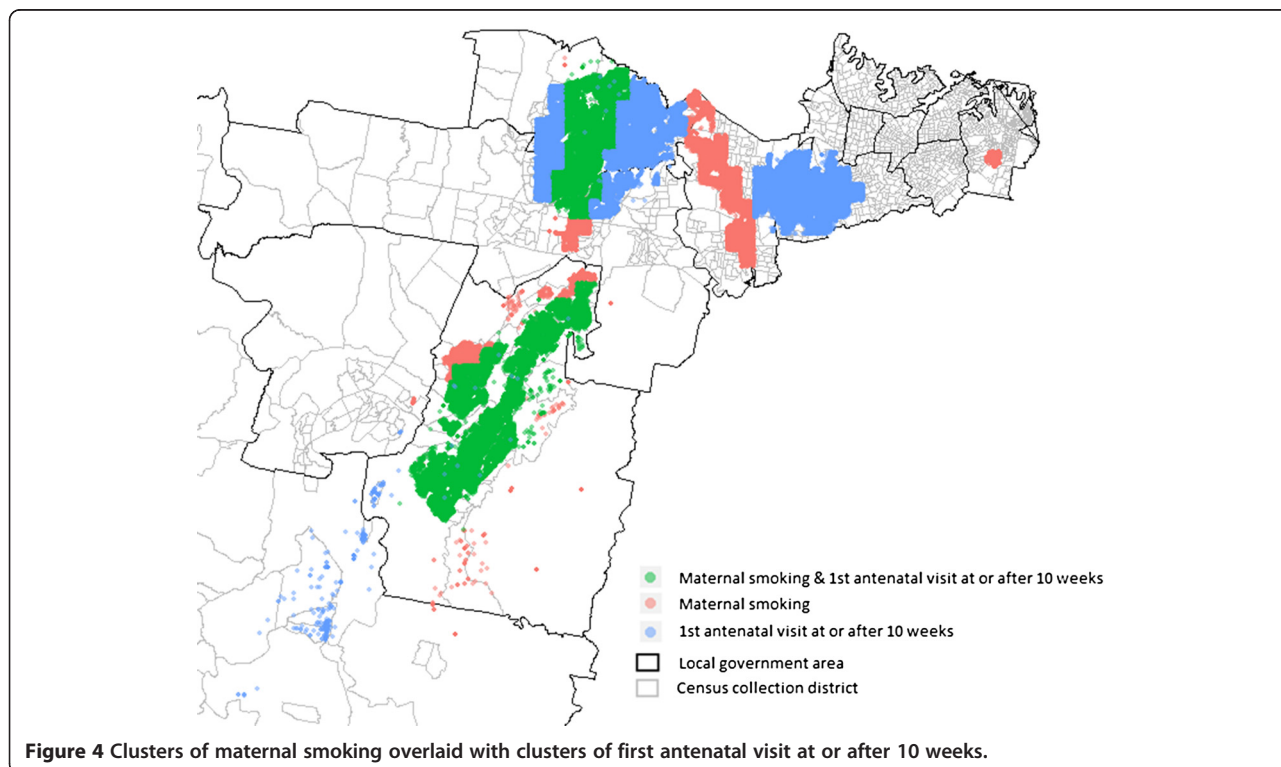 Maternal smoking & 1st antenatal visit at or after 10 weeks
Maternal smoking
1st antenatal visit at or after 10 weeks
Local government area
Census collection district
Figure 4 Clusters of maternal smoking overlaid with clusters of first antenatal visit at or after 10 weeks.